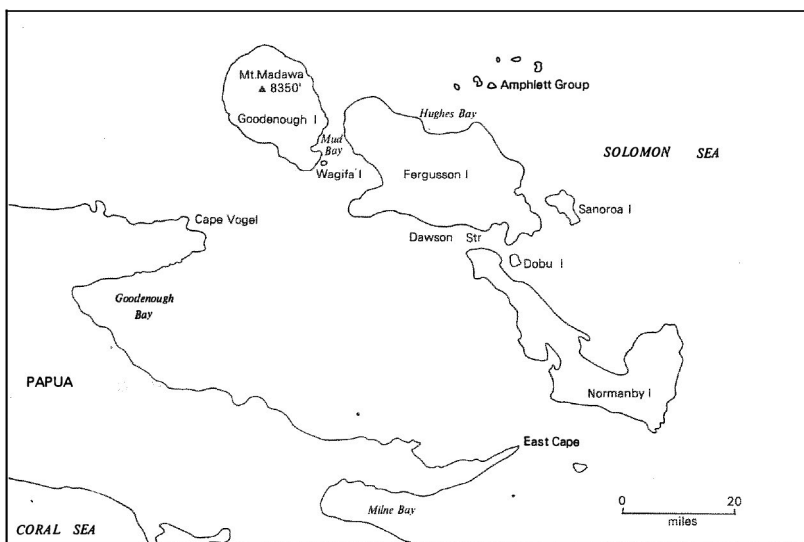 Mt.Madawa
▲ 8350'
Goodenough I
Mud
Bay
Wagifa I
Hughes Bay
Fergusson I
Amphlett Group
SOLOMON SEA
Sanoroa I
Cape Vogel
Dawson Str
Dobu I
Goodenough
Bay
PAPUA
Normanby I
East Cape
Milne Bay
CORAL SEA
0 20
miles